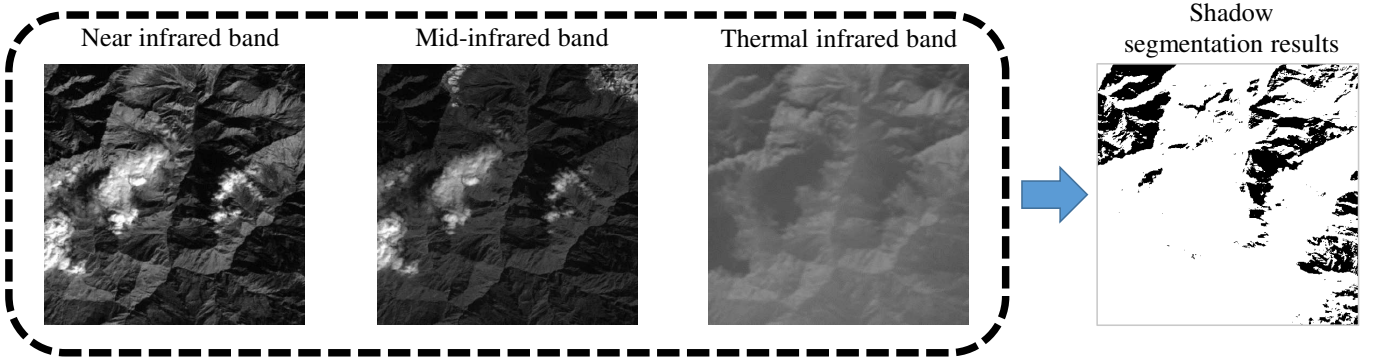 Near infrared band
Mid-infrared band
Thermal infrared band
Shadow
segmentation results